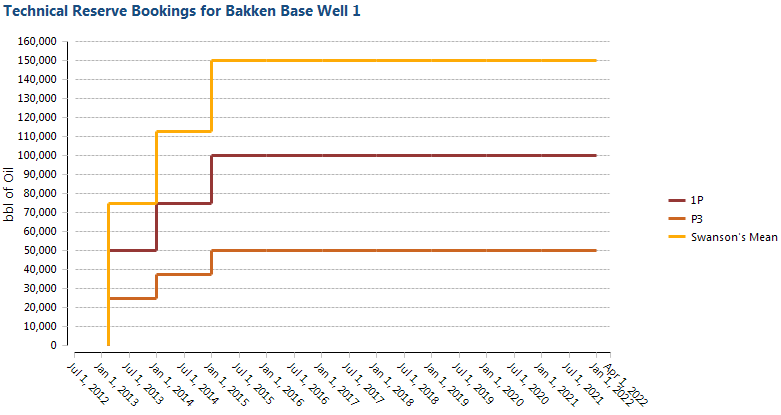 Technical Reserve Bookings for Bakken Base Well 1
160,000
150,000
140,000
130,000
120,000
110,000
100,000
90,000
80,000
70,000
60,000
50,000
40,000
30,000
20,000
10,000
0
bbl of Oil
Jul 1, 2012
Jan 1, 2013
Jul 1, 2013
Jan 1, 2014
Jul 1, 2014
Jan 1, 2015
Jul 1, 2015
Jan 1, 2016
Jul 1, 2016
Jan 1, 2017
Jul 1, 2017
Jan 1, 2018
Jul 1, 2018
Jan 1, 2019
Jul 1, 2019
Jan 1, 2020
Jul 1, 2020
Jan 1, 2021
Jul 1, 2021
Jan 1, 2022
Apr 1, 2022
1P
P3
Swanson's Mean